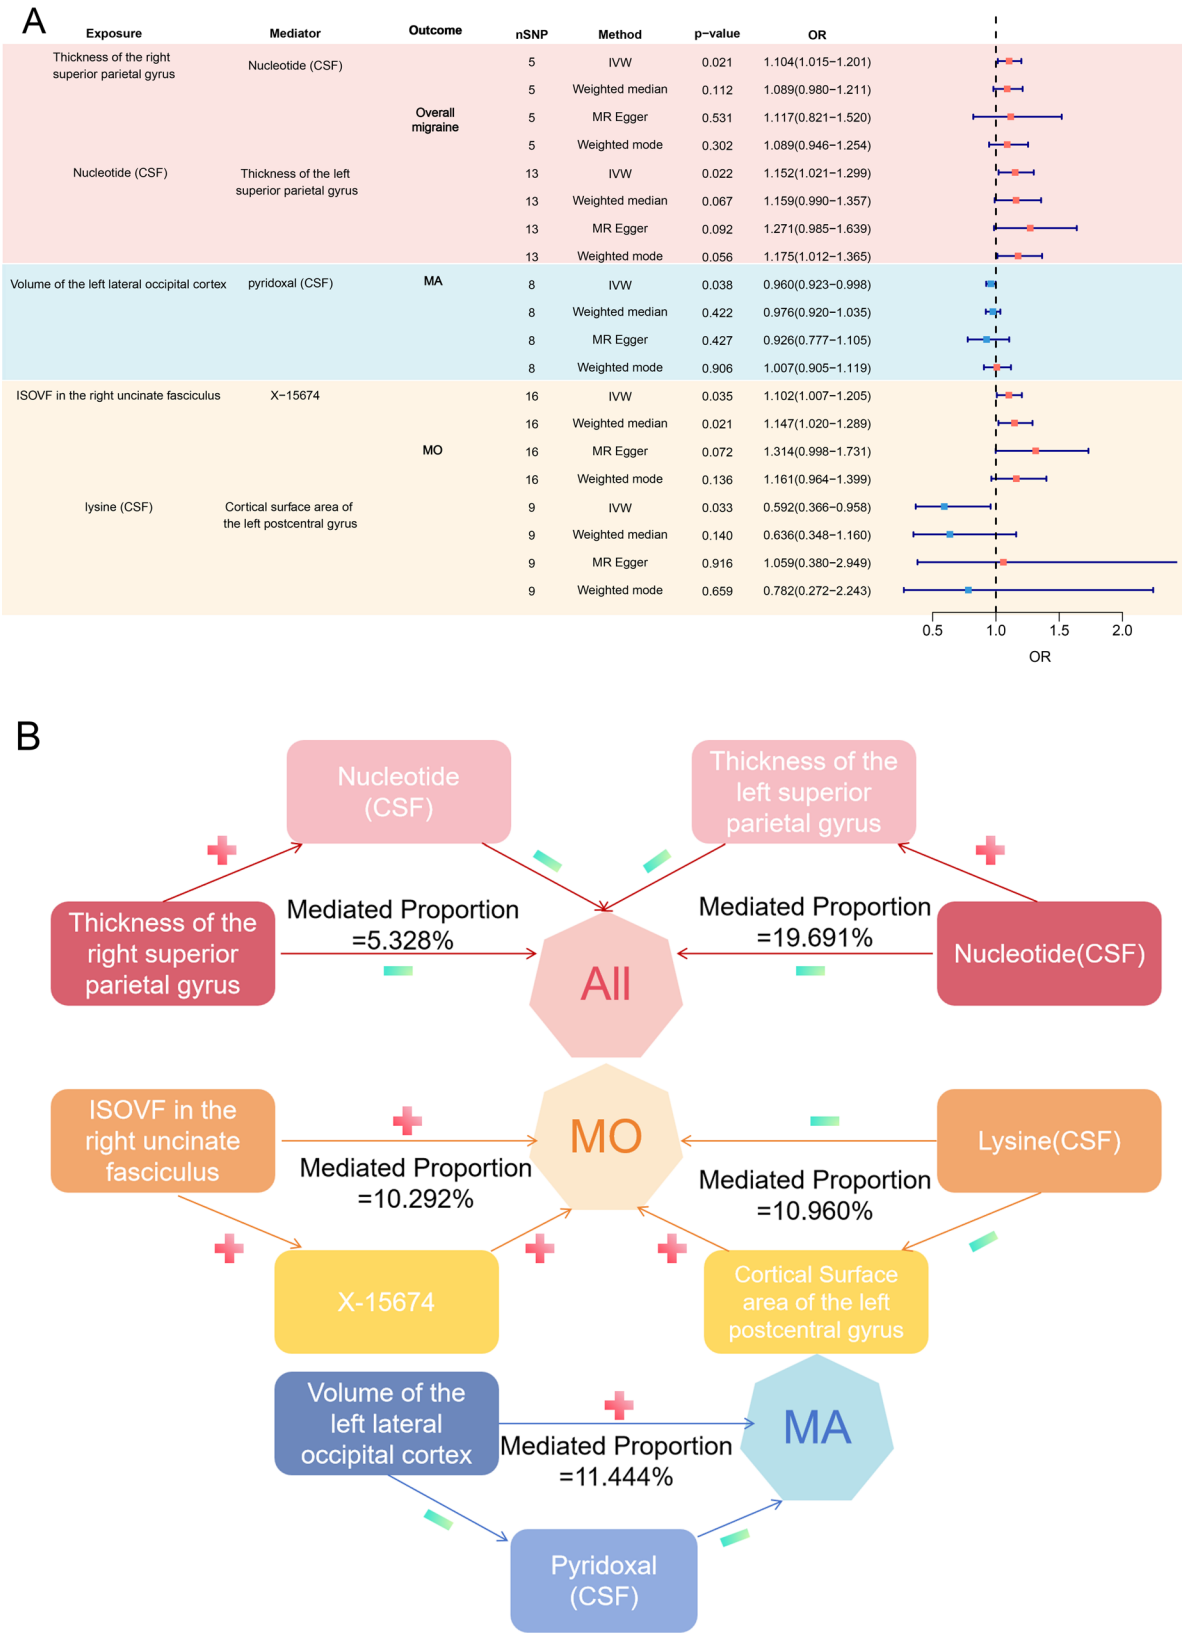 A
Exposure Mediator Outcome nSNP Method p−value OR
Thickness of the right
superior parietal gyrus
Nucleotide (CSF)
5 IVW 0.021 1.104(1.015−1.201)
5 Weighted median 0.112 1.089(0.980−1.211)
Overall
migraine
5 MR Egger 0.531 1.117(0.821−1.520)
5 Weighted mode 0.302 1.089(0.946−1.254)
Nucleotide (CSF)
Thickness of the left
superior parietal gyrus
13 IVW 0.022 1.152(1.021−1.299)
13 Weighted median 0.067 1.159(0.990−1.357)
13 MR Egger 0.092 1.271(0.985−1.639)
13 Weighted mode 0.056 1.175(1.012−1.365)
Volume of the left lateral occipital cortex pyridoxal (CSF) MA 8 IVW 0.038 0.960(0.923−0.998)
8 Weighted median 0.422 0.976(0.920−1.035)
8 MR Egger 0.427 0.926(0.777−1.105)
8 Weighted mode 0.906 1.007(0.905−1.119)
ISOVF in the right uncinate fasciculus X−15674 16 IVW 0.035 1.102(1.007−1.205)
16 Weighted median 0.021 1.147(1.020−1.289)
MO 16 MR Egger 0.072 1.314(0.998−1.731)
16 Weighted mode 0.136 1.161(0.964−1.399)
lysine (CSF)
Cortical surface area of
the left postcentral gyrus
9 IVW 0.033 0.592(0.366−0.958)
9 Weighted median 0.140 0.636(0.348−1.160)
9 MR Egger 0.916 1.059(0.380−2.949)
9 Weighted mode 0.659 0.782(0.272−2.243)
0.5 1.0 1.5 2.0
OR
B
Nucleotide
(CSF)
Thickness of the
left superior
parietal gyrus
Thickness of the
right superior
parietal gyrus
Mediated Proportion
=5.328%
All
Mediated Proportion
=19.691%
Nucleotide(CSF)
ISOVF in the
right uncinate
fasciculus
Mediated Proportion
=10.292%
MO
Mediated Proportion
=10.960%
Lysine(CSF)
X-15674
Cortical Surface
area of the left
postcentral gyrus
Volume of the
left lateral
occipital cortex
Mediated Proportion
=11.444%
MA
Pyridoxal
(CSF)